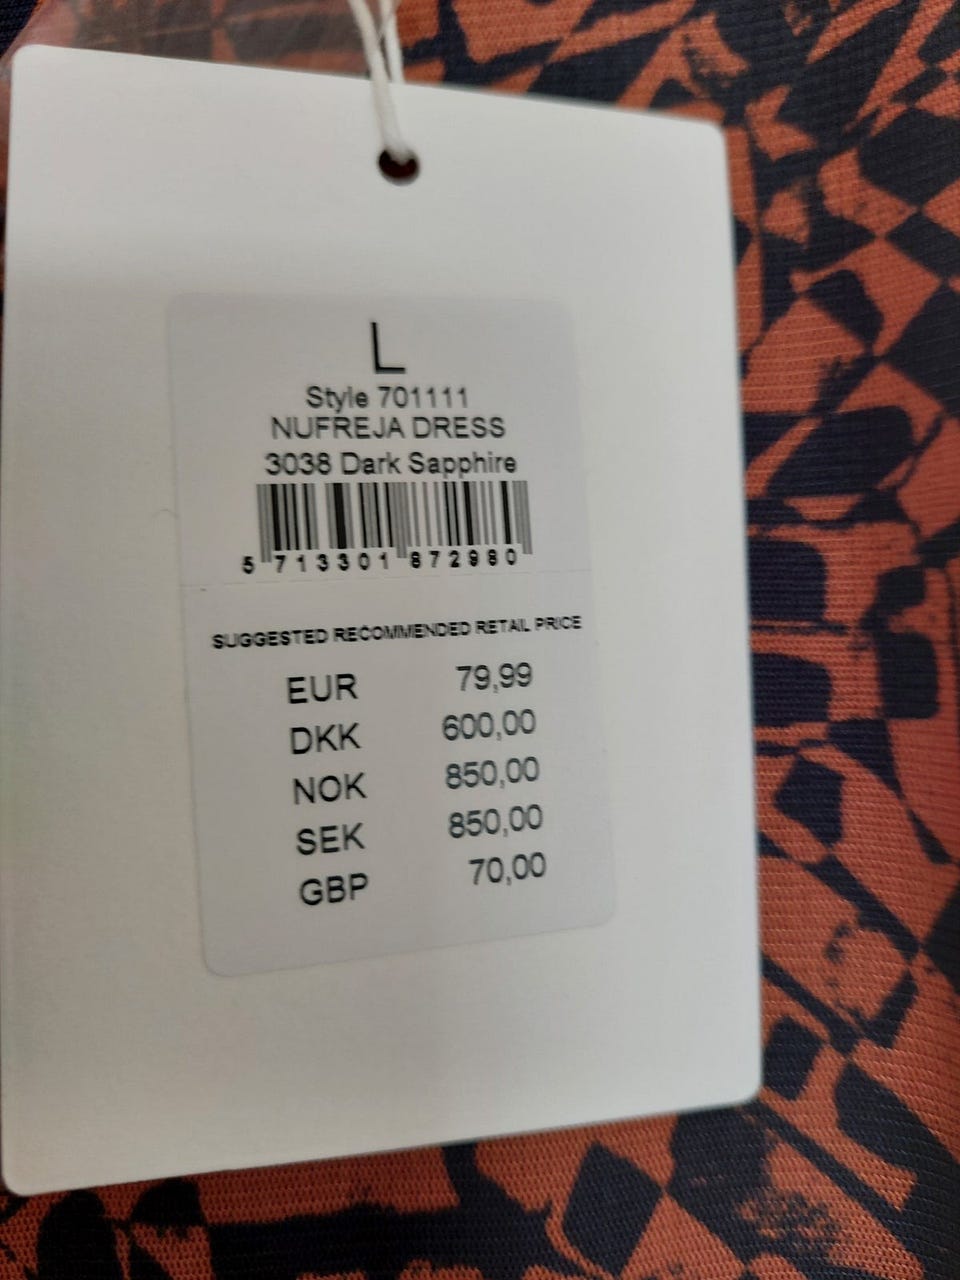 L
Style 701111
NUFREJA DRESS
3038 Dark Sapphire
5 713301 872980
SUGGESTED RECOMMENDED RETAIL PRICE
EUR 79,99
DKK 600,00
NOK 850,00
SEK 850,00
GBP 70,00